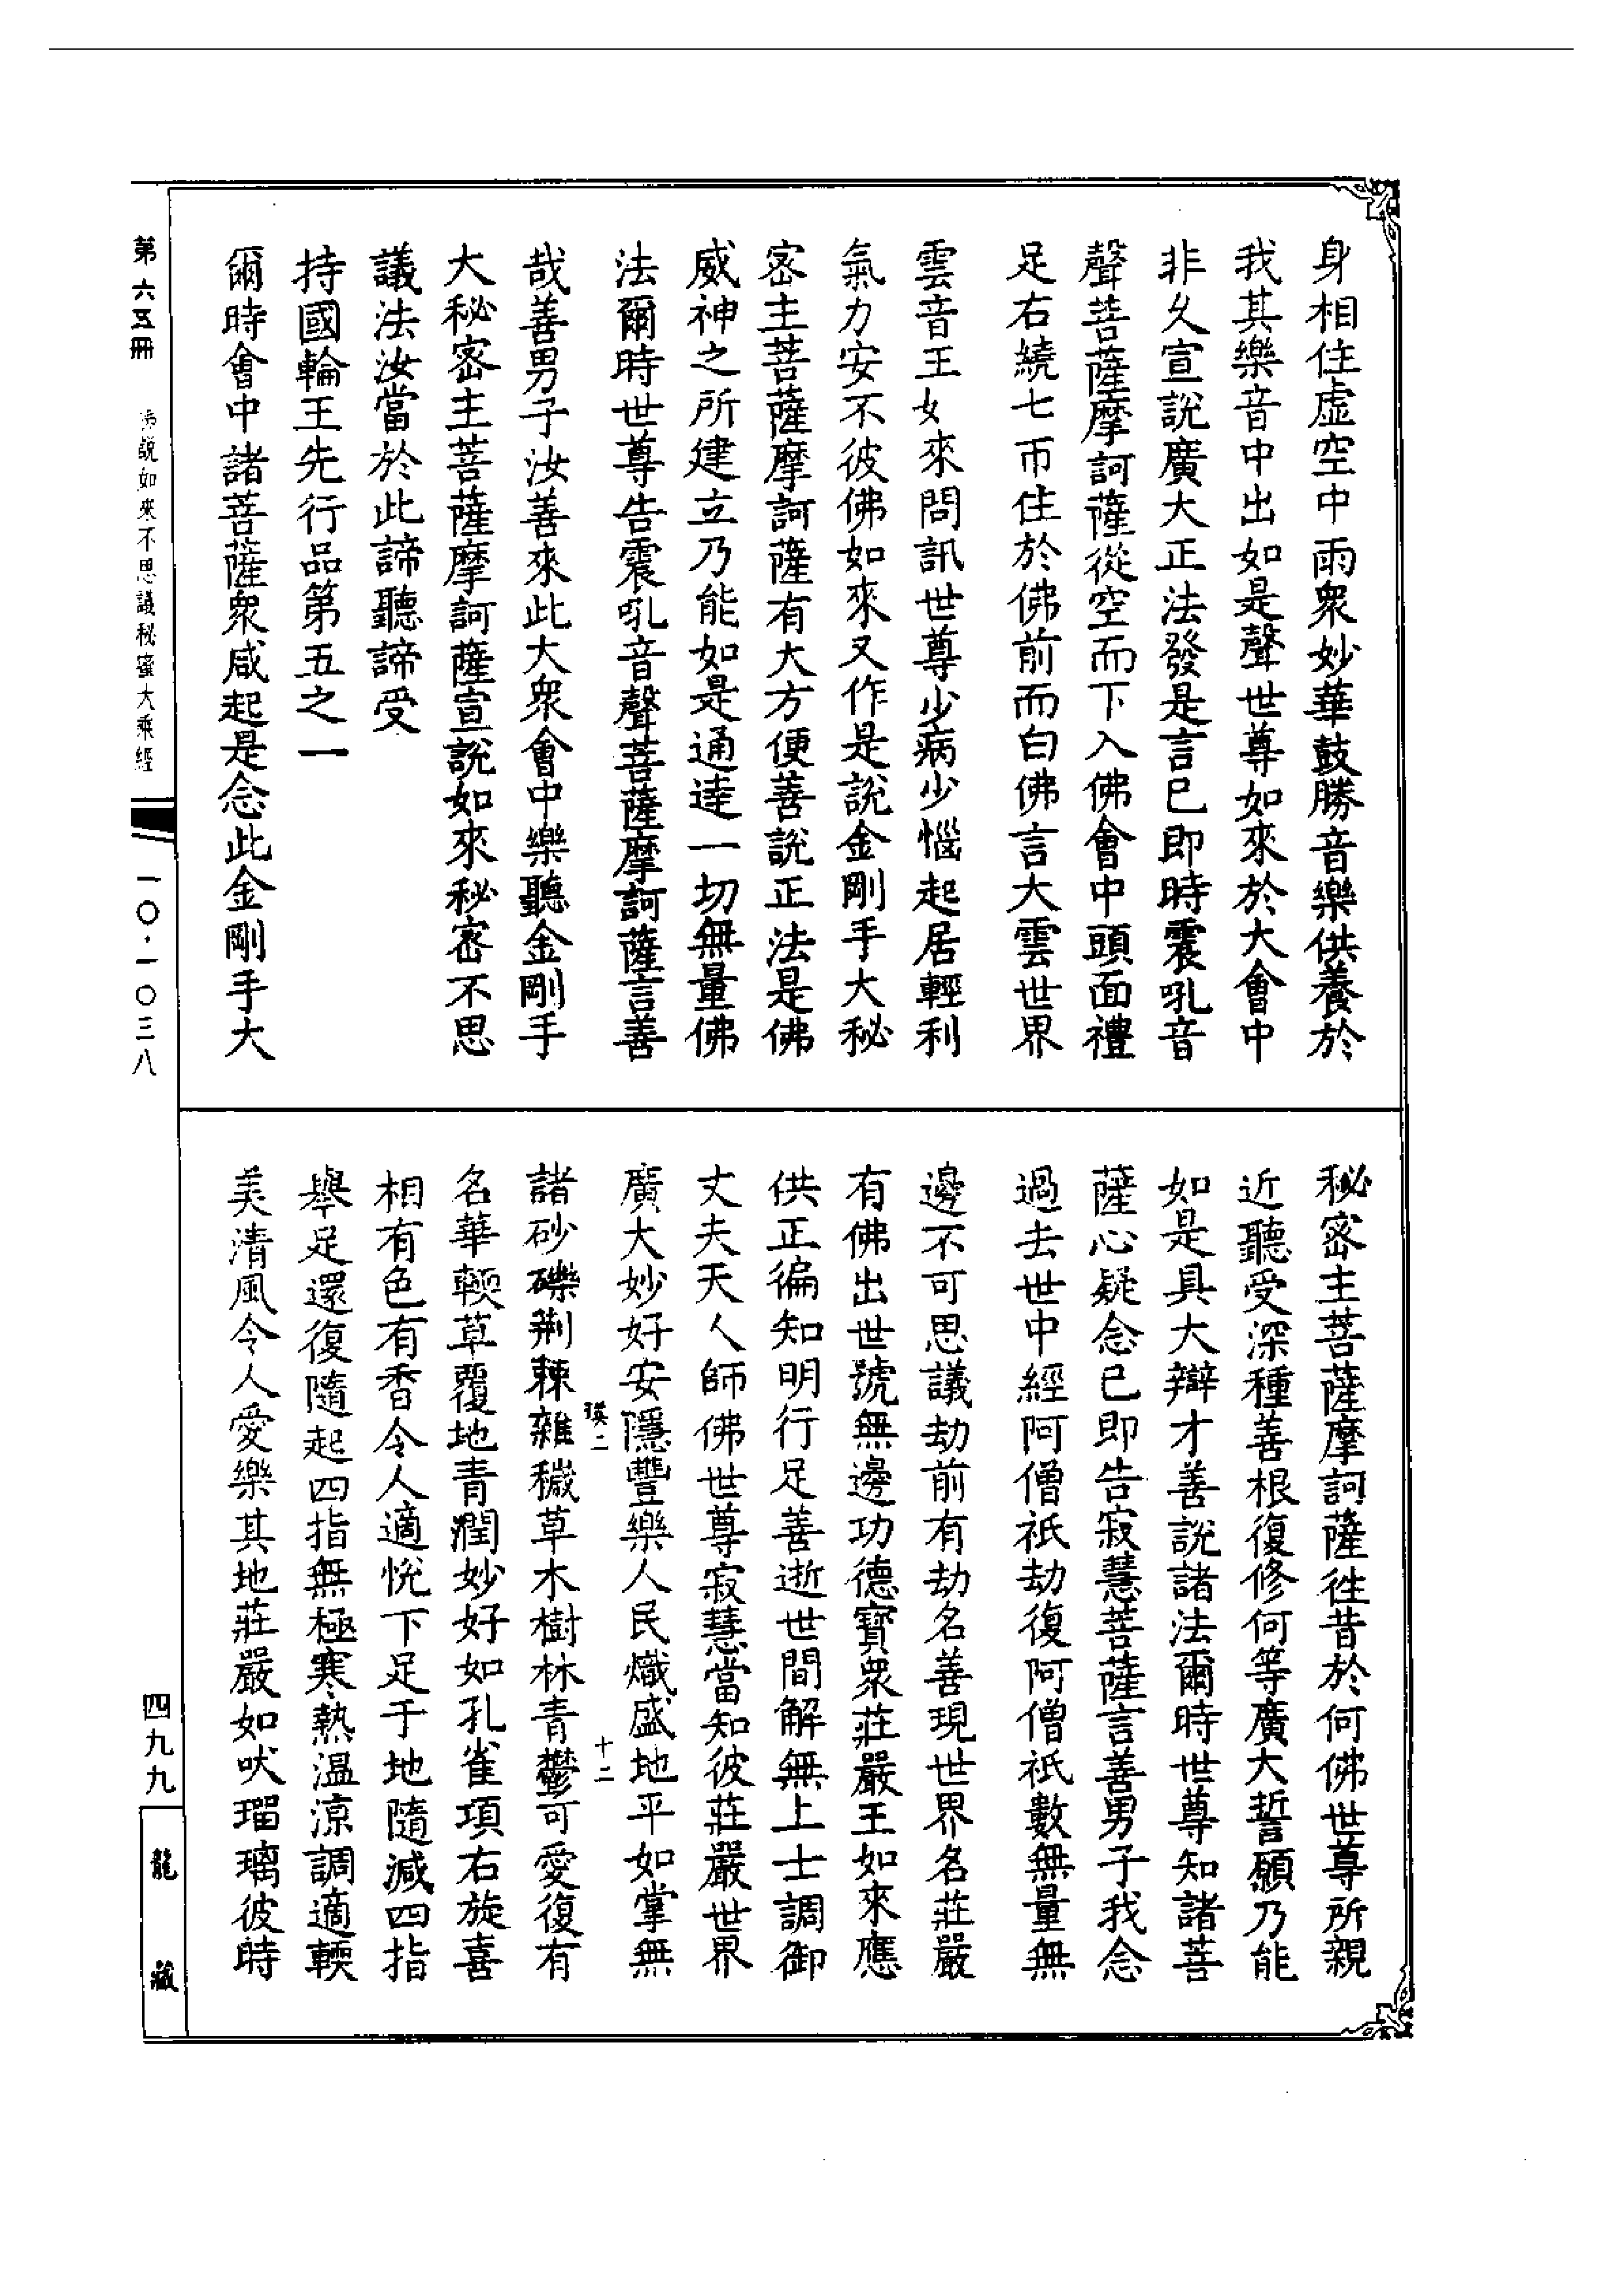 身相住虛空中雨衆妙華鼓勝音樂供養於
我其樂音中出如是聲世尊如來於大會中
非久宣說廣大正法發是言已即時震吼音
聲菩薩摩訶薩從空而下入佛會中頭面禮
足右繞七帀住於佛前而白佛言大雲世界
雲音王如來問訊世尊少病少惱起居輕利
氣力安不彼佛如來又作是說金剛手大秘
密主菩薩摩訶薩有大方便善說正法是佛
威神之所建立乃能如是通達一切無量佛
法爾時世尊告震吼音聲菩薩摩訶薩言善
哉善男子汝善來此大衆會中樂聽金剛手
大秘密主菩薩摩訶薩宣說如來秘密不思
議法汝當於此諦聽諦受
持國輪王先行品第五之一
爾時會中諸菩薩衆咸起是念此金剛手大
秘密主菩薩摩訶薩徃昔於何佛世尊所親
近聽受深種善根復修何等廣大誓願乃能
如是具大辯才善說諸法爾時世尊知諸菩
薩心疑念已即告寂慧菩薩言善男子我念
過去世中經阿僧祇劫復阿僧祇數無量無
邊不可思議劫前有劫名善現世界名莊嚴
有佛出世號無邊功德寳衆莊嚴王如來應
供正徧知明行足善逝世間解無上士調御
丈夫天人師佛世尊寂慧當知彼莊嚴世界
廣大妙好安隱豐樂人民熾盛地平如掌無
瑛二
十二
諸砂礫荆棘雜穢草木樹林青鬱可愛復有
名華輭草覆地青潤妙好如孔雀項右旋喜
相有色有香令人適悅下足于地隨減四指
舉足還復隨起四指無極寒熱温涼調適輭
美清風令人愛樂其地莊嚴如吠瑠璃彼時
第六五冊
佛說如來不思議秘蜜大乘經
一〇·一〇三八
四九九
龍藏